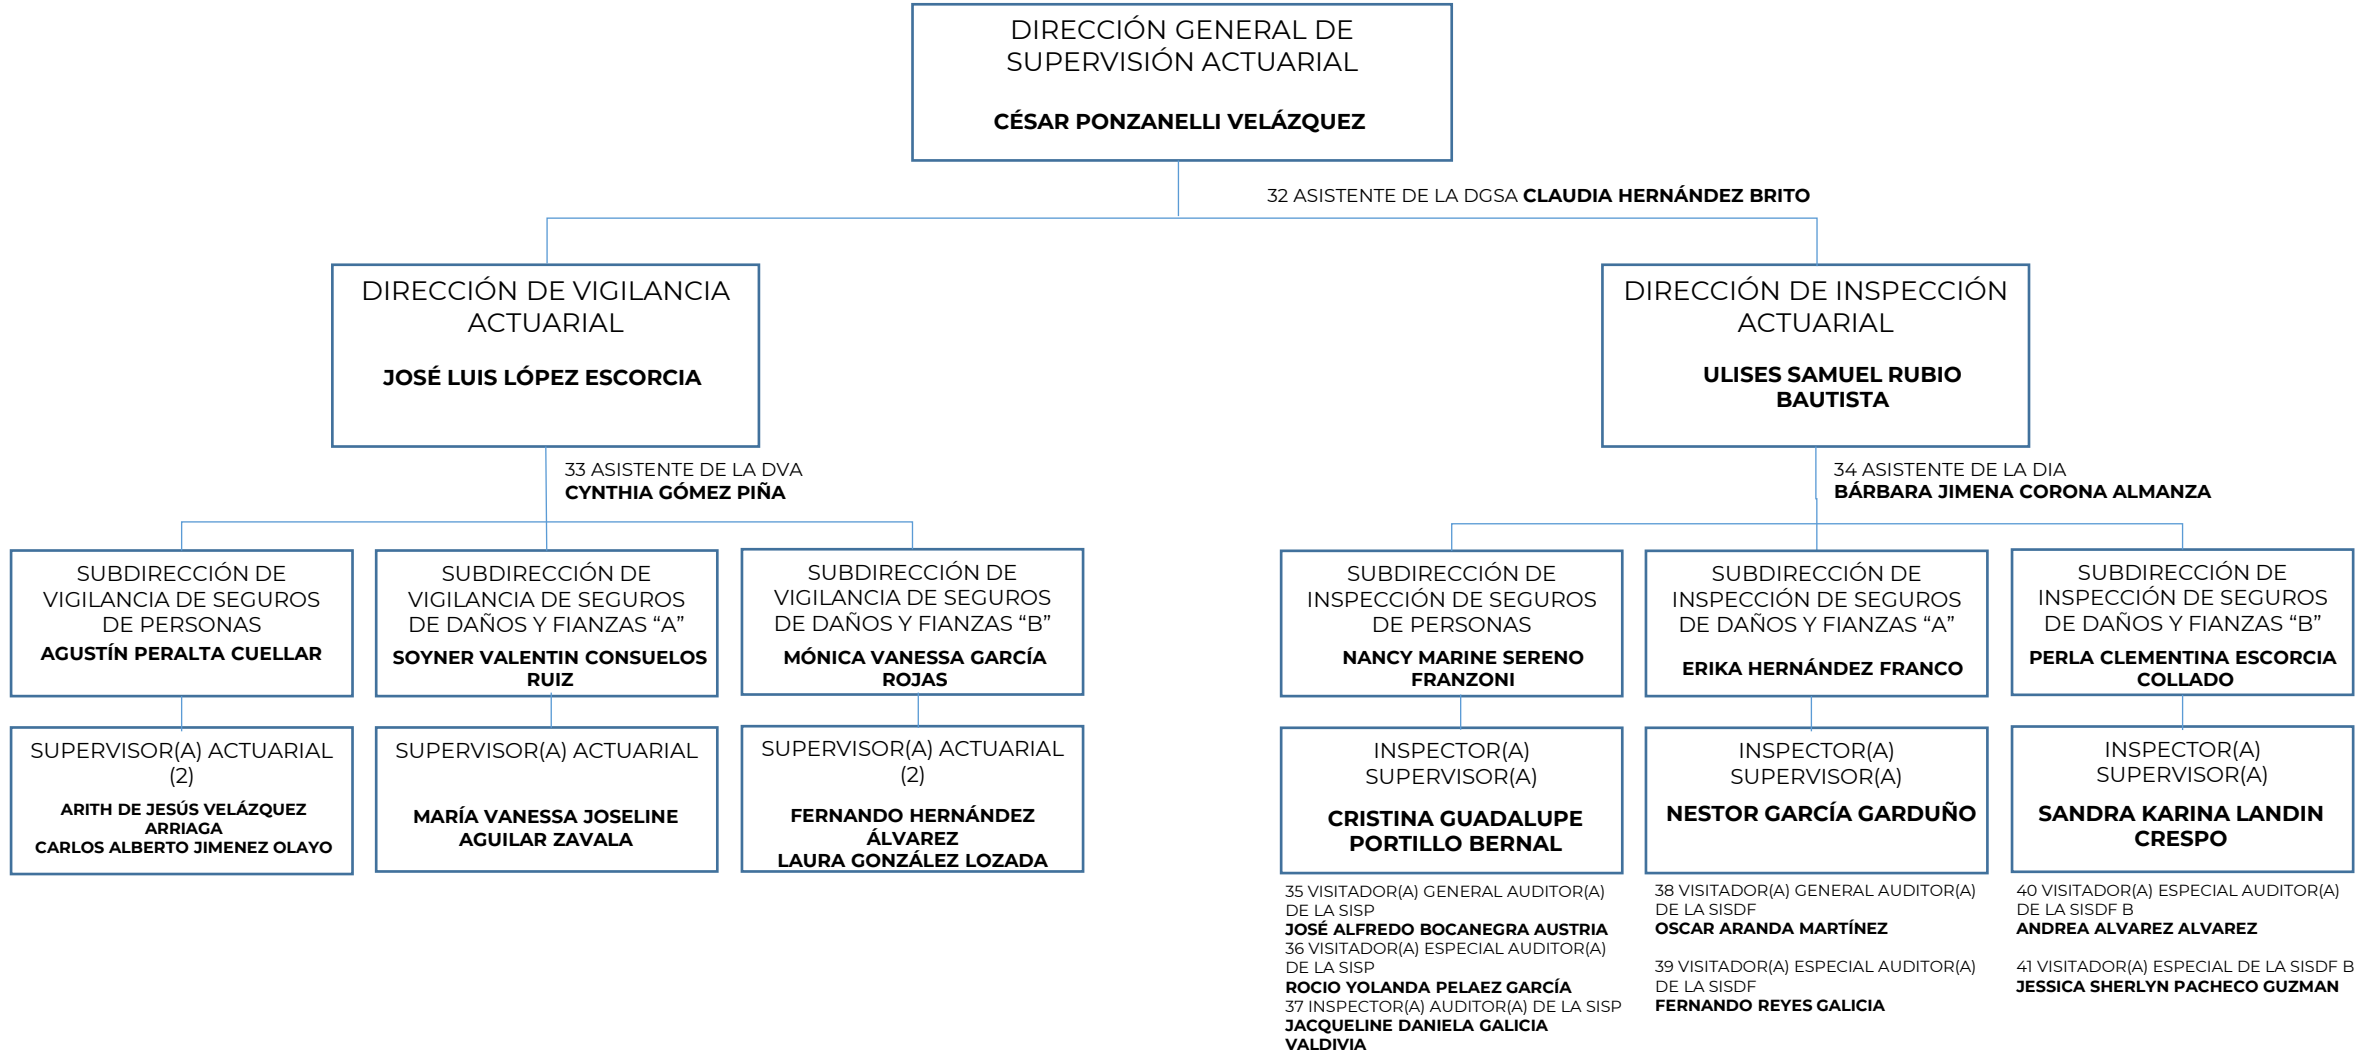 DIRECCIÓN GENERAL DE
SUPERVISIÓN ACTUARIAL
CÉSAR PONZANELLI VELÁZQUEZ
32 ASISTENTE DE LA DGSA CLAUDIA HERNÁNDEZ BRITO
DIRECCIÓN DE VIGILANCIA
ACTUARIAL
JOSÉ LUIS LÓPEZ ESCORCIA
DIRECCIÓN DE INSPECCIÓN
ACTUARIAL
ULISES SAMUEL RUBIO
BAUTISTA
33 ASISTENTE DE LA DVA
CYNTHIA GÓMEZ PIÑA
34 ASISTENTE DE LA DIA
BÁRBARA JIMENA CORONA ALMANZA
SUBDIRECCIÓN DE
VIGILANCIA DE SEGUROS
DE PERSONAS
AGUSTÍN PERALTA CUELLAR
SUBDIRECCIÓN DE
VIGILANCIA DE SEGUROS
DE DAÑOS Y FIANZAS “A”
SOYNER VALENTIN CONSUELOS
RUIZ
SUBDIRECCIÓN DE
VIGILANCIA DE SEGUROS
DE DAÑOS Y FIANZAS “B”
MÓNICA VANESSA GARCÍA
ROJAS
SUBDIRECCIÓN DE
INSPECCIÓN DE SEGUROS
DE PERSONAS
NANCY MARINE SERENO
FRANZONI
SUBDIRECCIÓN DE
INSPECCIÓN DE SEGUROS
DE DAÑOS Y FIANZAS “A”
ERIKA HERNÁNDEZ FRANCO
SUBDIRECCIÓN DE
INSPECCIÓN DE SEGUROS
DE DAÑOS Y FIANZAS “B”
PERLA CLEMENTINA ESCORCIA
COLLADO
SUPERVISOR(A) ACTUARIAL
(2)
ARITH DE JESÚS VELÁZQUEZ
ARRIAGA
CARLOS ALBERTO JIMENEZ OLAYO
SUPERVISOR(A) ACTUARIAL
MARÍA VANESSA JOSELINE
AGUILAR ZAVALA
SUPERVISOR(A) ACTUARIAL
(2)
FERNANDO HERNÁNDEZ
ÁLVAREZ
LAURA GONZÁLEZ LOZADA
INSPECTOR(A)
SUPERVISOR(A)
CRISTINA GUADALUPE
PORTILLO BERNAL
INSPECTOR(A)
SUPERVISOR(A)
NESTOR GARCÍA GARDUÑO
INSPECTOR(A)
SUPERVISOR(A)
SANDRA KARINA LANDIN
CRESPO
35 VISITADOR(A) GENERAL AUDITOR(A)
DE LA SISP
JOSÉ ALFREDO BOCANEGRA AUSTRIA
36 VISITADOR(A) ESPECIAL AUDITOR(A)
DE LA SISP
ROCIO YOLANDA PELAEZ GARCÍA
37 INSPECTOR(A) AUDITOR(A) DE LA SISP
JACQUELINE DANIELA GALICIA
VALDIVIA
38 VISITADOR(A) GENERAL AUDITOR(A)
DE LA SISDF
OSCAR ARANDA MARTÍNEZ
39 VISITADOR(A) ESPECIAL AUDITOR(A)
DE LA SISDF
FERNANDO REYES GALICIA
40 VISITADOR(A) ESPECIAL AUDITOR(A)
DE LA SISDF B
ANDREA ALVAREZ ALVAREZ
41 VISITADOR(A) ESPECIAL DE LA SISDF B
JESSICA SHERLYN PACHECO GUZMAN